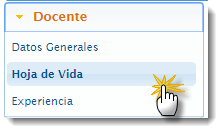 Docente
Datos Generales
Hoja de Vida
Experiencia